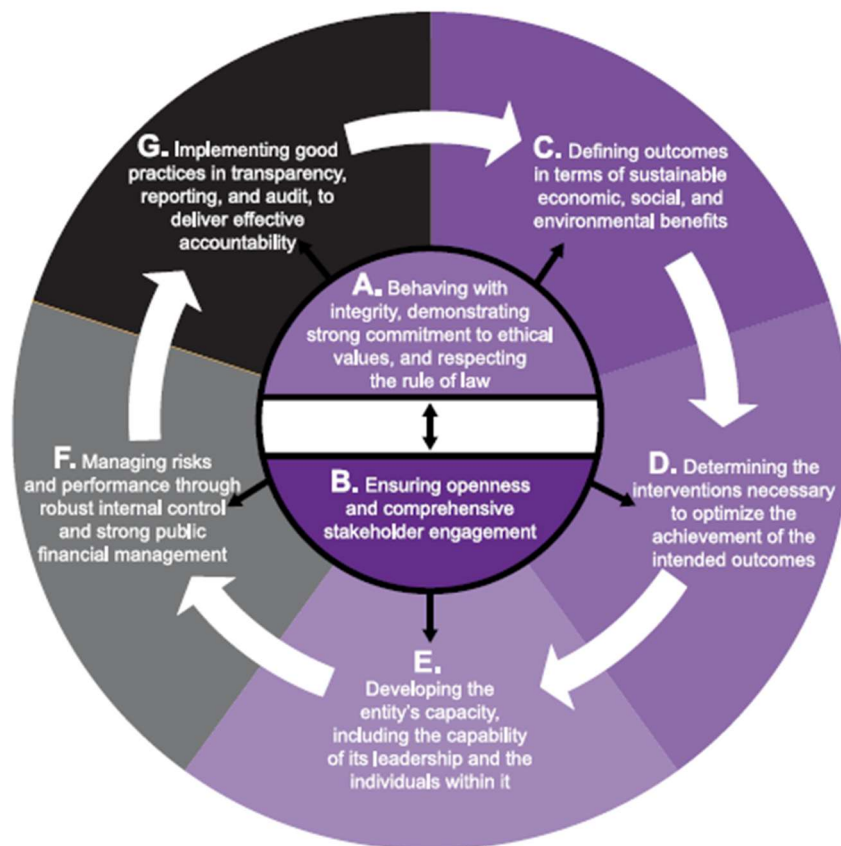 G. Implementing good
practices in transparency,
reporting, and audit, to
deliver effective
accountability
C. Defining outcomes
in terms of sustainable
economic, social, and
environmental benefits
A. Behaving with
integrity, demonstrating
strong commitment to ethical
values, and respecting
the rule of law
F. Managing risks
and performance through
robust internal control
and strong public
financial management
B. Ensuring openness
and comprehensive
stakeholder engagement
D. Determining the
interventions necessary
to optimize the
achievement of the
intended outcomes
E.
Developing the
entity's capacity,
including the capability
of its leadership and the
individuals within it